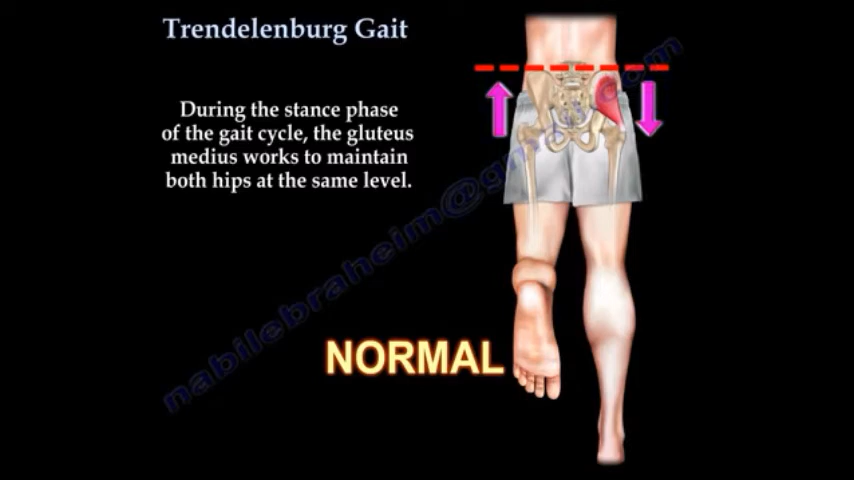 Trendelenburg Gait
During the stance phase
of the gait cycle, the gluteus
medius works to maintain
both hips at the same level.
NORMAL
nabilebraheim@gmail.com